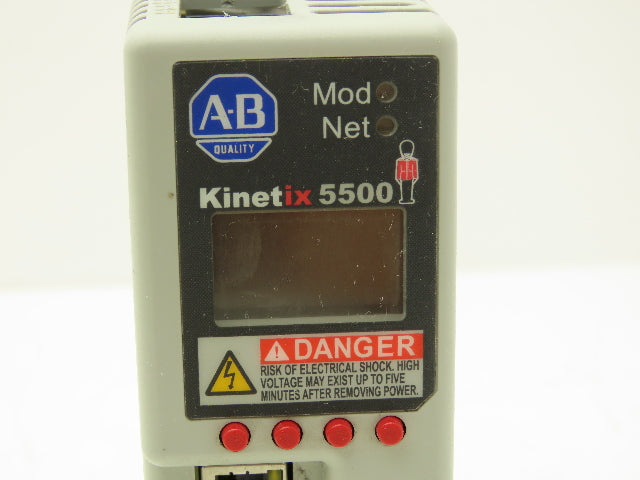 A-B
QUALITY
Mod
Net
Kinetix 5500
DANGER
RISK OF ELECTRICAL SHOCK. HIGH
VOLTAGE MAY EXIST UP TO FIVE
MINUTES AFTER REMOVING POWER.